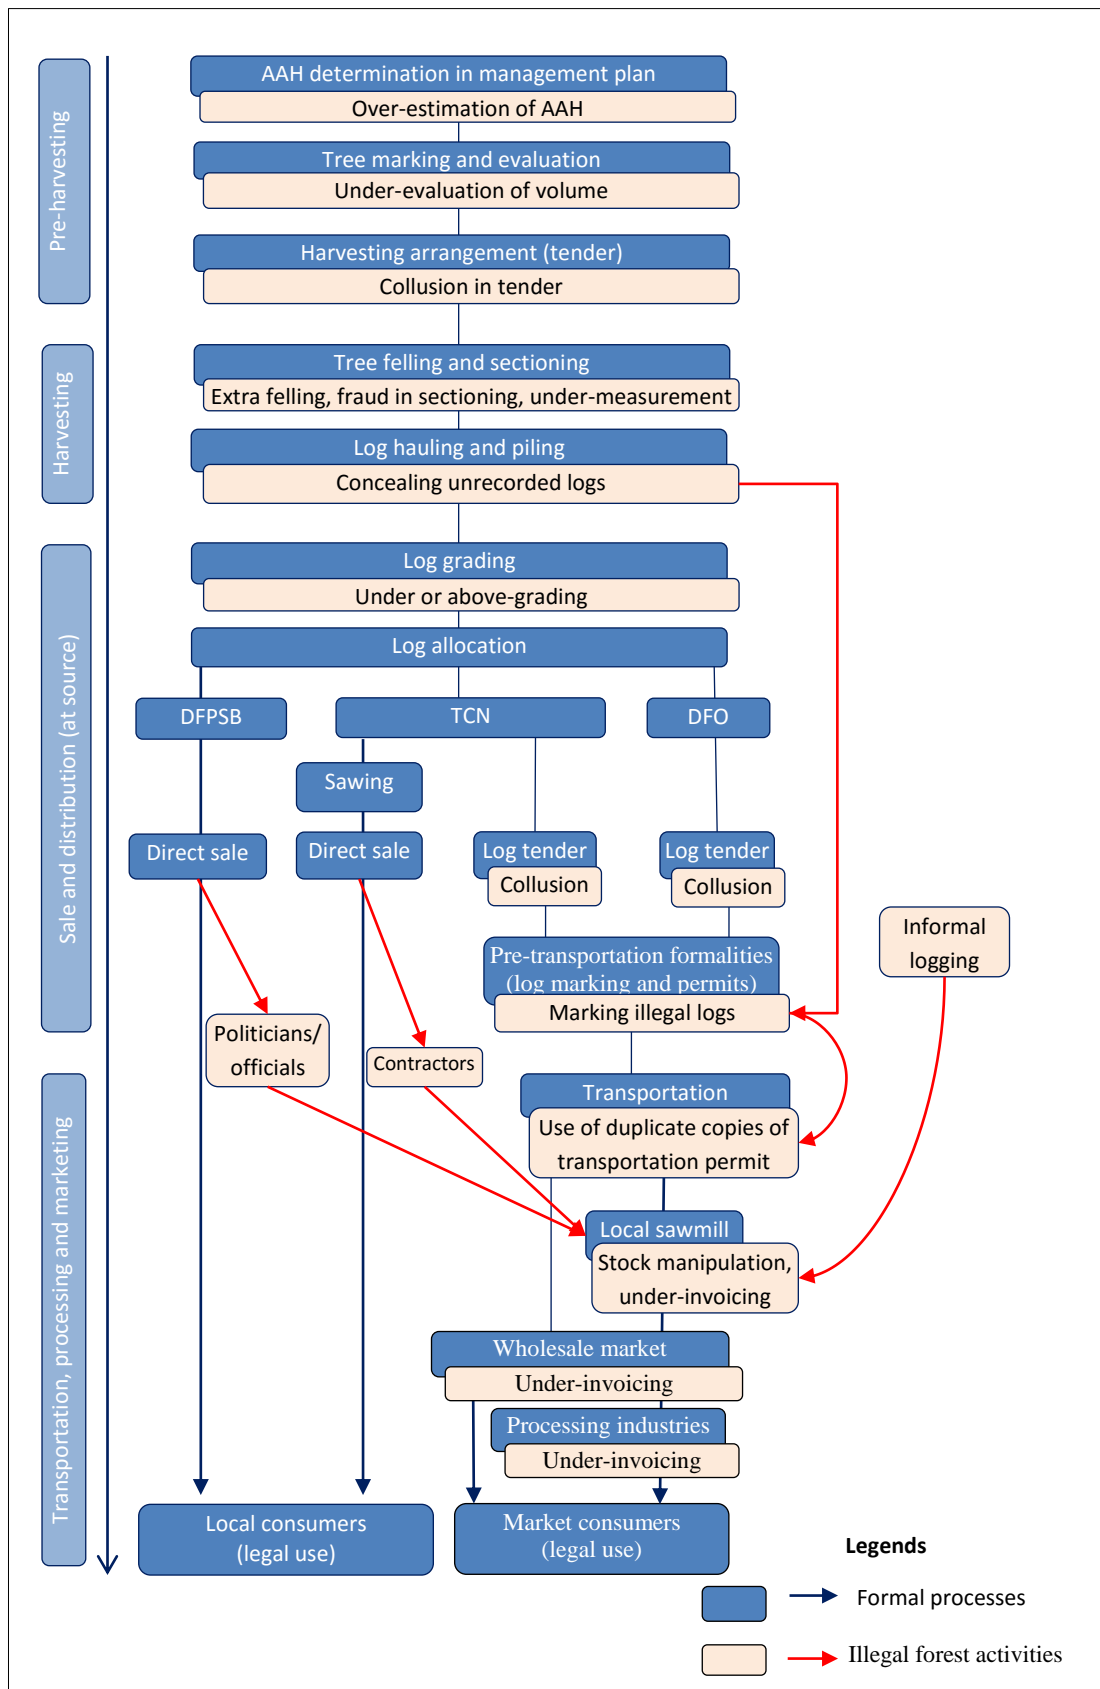 Pre-harvesting
AAH determination in management plan
Over-estimation of AAH
Tree marking and evaluation
Under-evaluation of volume
Harvesting arrangement (tender)
Collusion in tender
Harvesting
Tree felling and sectioning
Extra felling, fraud in sectioning, under-measurement
Log hauling and piling
Concealing unrecorded logs
Sale and distribution (at source)
Log grading
Under or above-grading
Log allocation
DFPSB
TCN
DFO
Sawing
Direct sale
Direct sale
Log tender
Log tender
Collusion
Collusion
Informal
logging
Pre-transportation formalities
(log marking and permits)
Marking illegal logs
Politicians/
officials
Contractors
Transportation, processing and marketing
Transportation
Use of duplicate copies of
transportation permit
Local sawmill
Stock manipulation,
under-invoicing
Wholesale market
Under-invoicing
Processing industries
Under-invoicing
Local consumers
(legal use)
Market consumers
(legal use)
Legends
Formal processes
Illegal forest activities